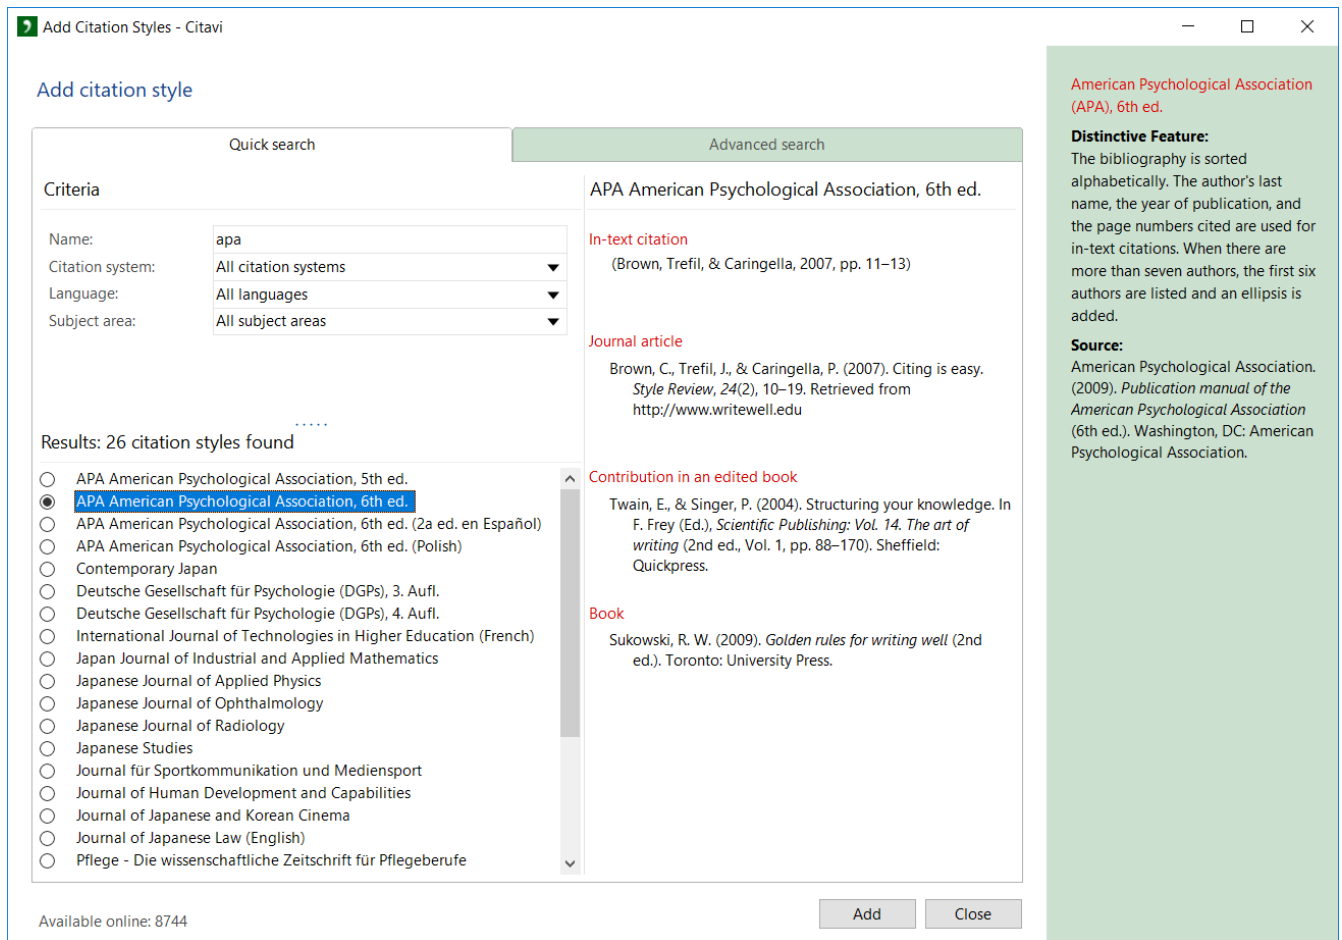 Add Citation Styles - Citavi
Add citation style
Quick search
Advanced search
Criteria
Name:
apa
Citation system:
All citation systems
Language:
All languages
Subject area:
All subject areas
Results: 26 citation styles found
APA American Psychological Association, 5th ed.
APA American Psychological Association, 6th ed.
APA American Psychological Association, 6th ed. (2a ed. en Español)
APA American Psychological Association, 6th ed. (Polish)
Contemporary Japan
Deutsche Gesellschaft für Psychologie (DGPs), 3. Aufl.
Deutsche Gesellschaft für Psychologie (DGPs), 4. Aufl.
International Journal of Technologies in Higher Education (French)
Japan Journal of Industrial and Applied Mathematics
Japanese Journal of Applied Physics
Japanese Journal of Ophthalmology
Japanese Journal of Radiology
Japanese Studies
Journal für Sportkommunikation und Mediensport
Journal of Human Development and Capabilities
Journal of Japanese and Korean Cinema
Journal of Japanese Law (English)
Pflege - Die wissenschaftliche Zeitschrift für Pflegeberufe
APA American Psychological Association, 6th ed.
In-text citation
(Brown, Trefil, & Caringella, 2007, pp. 11–13)
Journal article
Brown, C., Trefil, J., & Caringella, P. (2007). Citing is easy.
Style Review, 24(2), 10–19. Retrieved from
http://www.writewell.edu
Contribution in an edited book
Twain, E., & Singer, P. (2004). Structuring your knowledge. In
F. Frey (Ed.), Scientific Publishing: Vol. 14. The art of
writing (2nd ed., Vol. 1, pp. 88–170). Sheffield:
Quickpress.
Book
Sukowski, R. W. (2009). Golden rules for writing well (2nd
ed.). Toronto: University Press.
Available online: 8744
Add
Close
American Psychological Association
(APA), 6th ed.
Distinctive Feature:
The bibliography is sorted
alphabetically. The author's last
name, the year of publication, and
the page numbers cited are used for
in-text citations. When there are
more than seven authors, the first six
authors are listed and an ellipsis is
added.
Source:
American Psychological Association.
(2009). Publication manual of the
American Psychological Association
(6th ed.). Washington, DC: American
Psychological Association.